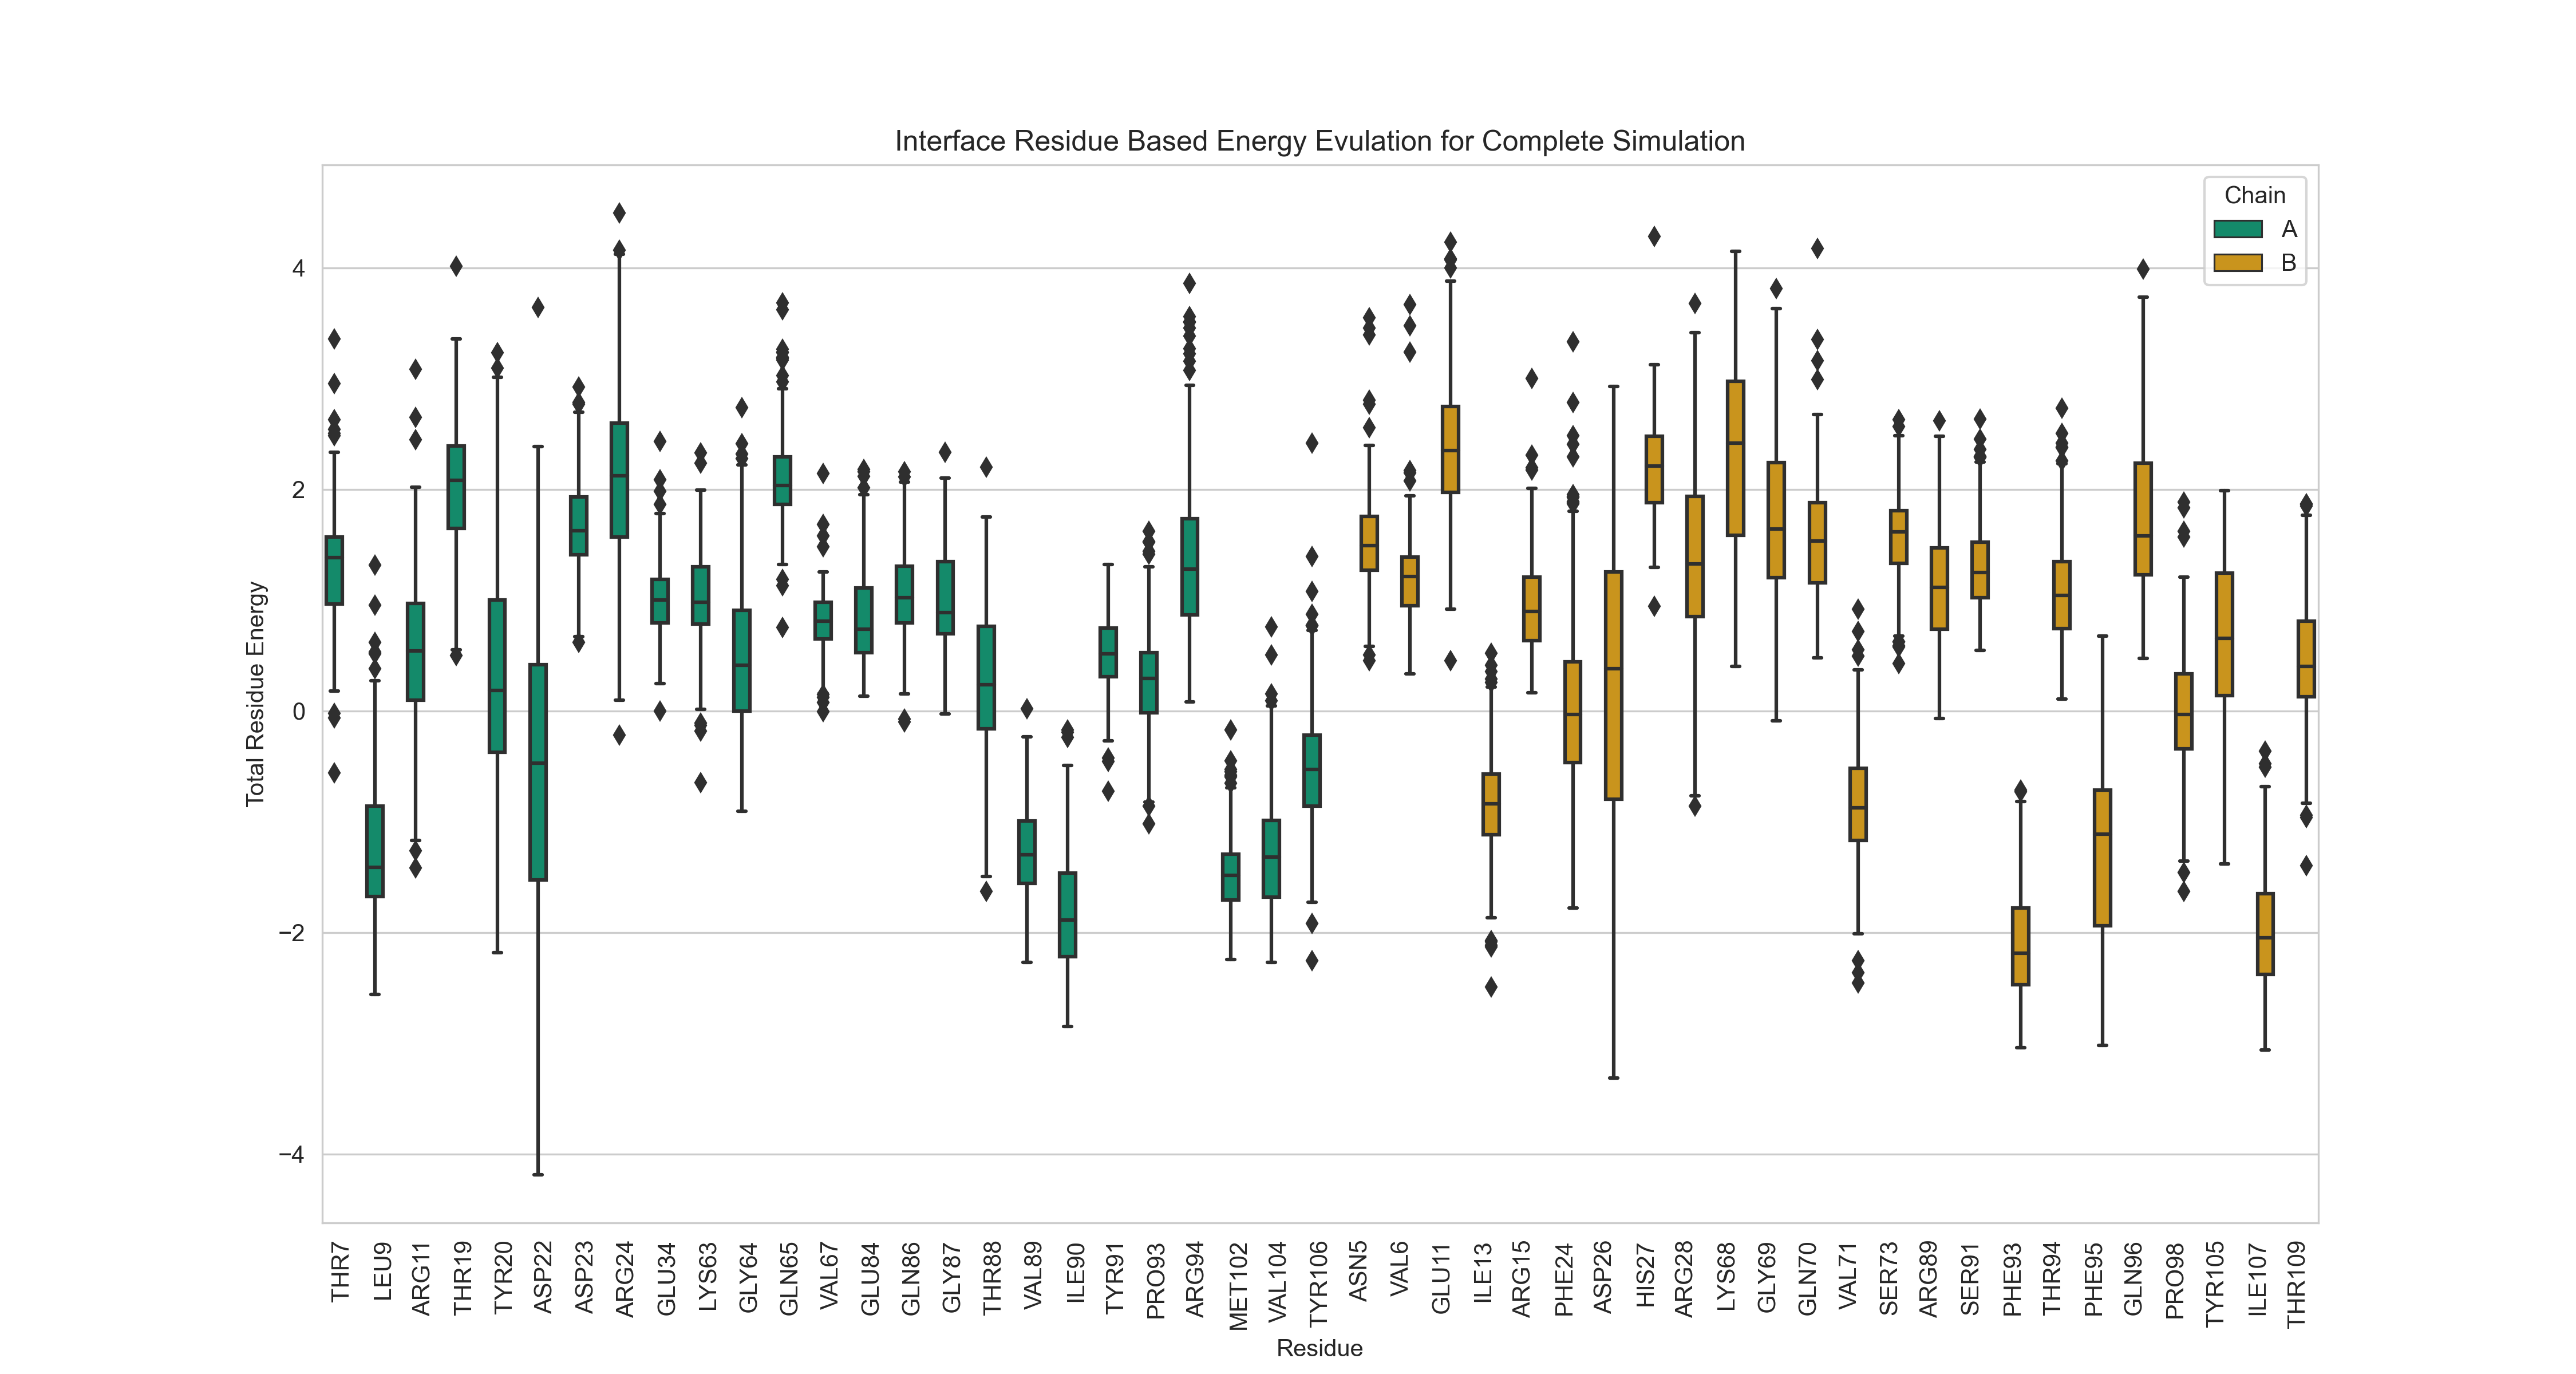 Interface Residue Based Energy Evulation for Complete Simulation
Chain
A
B
Total Residue Energy
4
2
0
−2
−4
THR7
LEU9
ARG11
THR19
TYR20
ASP22
ASP23
ARG24
GLU34
LYS63
GLY64
GLN65
VAL67
GLU84
GLN86
GLY87
THR88
VAL89
ILE90
TYR91
PRO93
ARG94
MET102
VAL104
TYR106
ASN5
VAL6
GLU11
ILE13
ARG15
PHE24
ASP26
HIS27
ARG28
LYS68
GLY69
GLN70
VAL71
SER73
ARG89
SER91
PHE93
THR94
PHE95
GLN96
PRO98
TYR105
ILE107
THR109
Residue